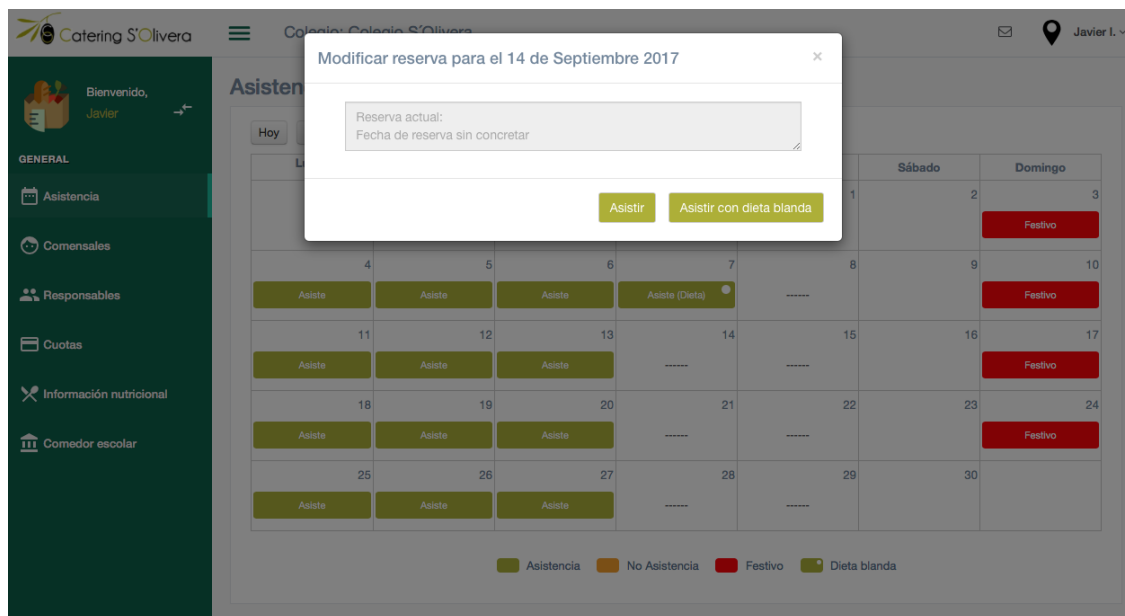 Catering S'Olivera
Colegio: Colegio S'Olivera
Javier I.
Bienvenido,
Javier
GENERAL
Asistencia
Comensales
Responsables
Cuotas
Información nutricional
Comedor escolar
Modificar reserva para el 14 de Septiembre 2017
×
Reserva actual:
Fecha de reserva sin concretar
Asistir
Asistir con dieta blanda
Hoy
Sábado
Domingo
1
2
3
Festivo
4
5
6
7
8
9
10
Asiste
Asiste
Asiste
Asiste (Dieta)
------
Festivo
11
12
13
14
15
16
17
Asiste
Asiste
Asiste
------
------
Festivo
18
19
20
21
22
23
24
Asiste
Asiste
Asiste
------
------
Festivo
25
26
27
28
29
30
Asiste
Asiste
Asiste
------
------
Asistencia
No Asistencia
Festivo
Dieta blanda